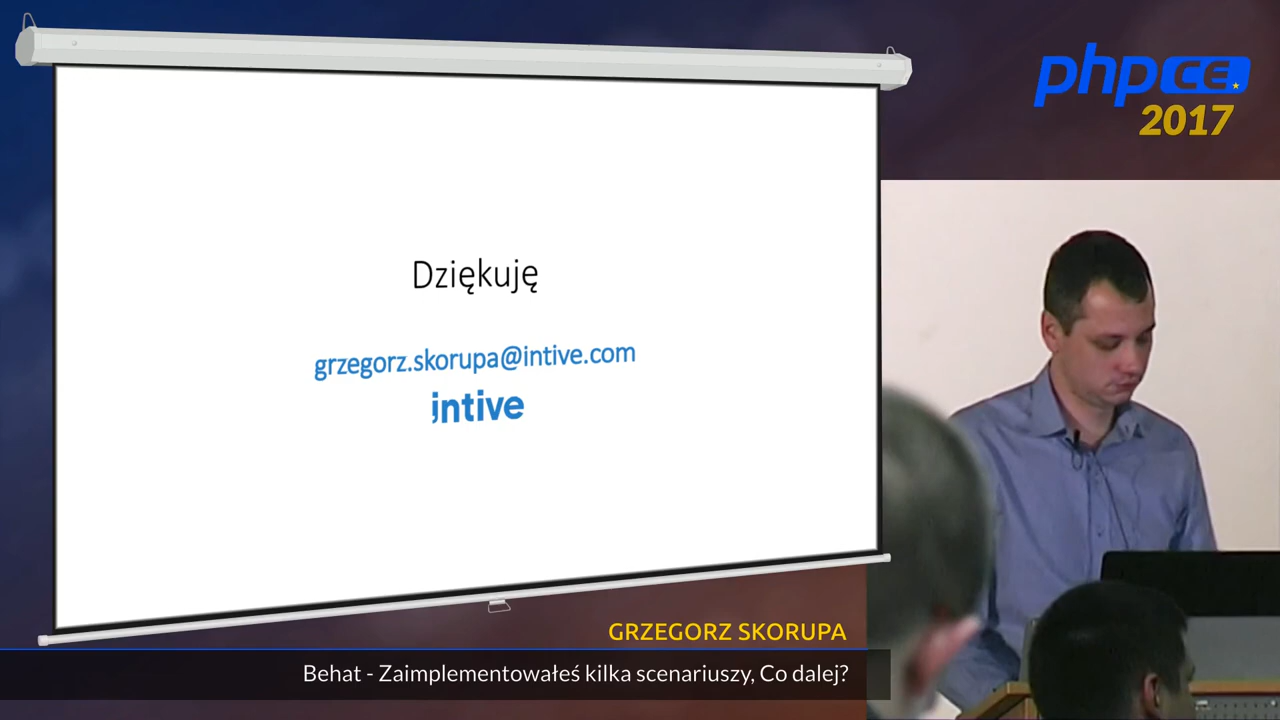 phpCE
2017
Dziękuję
grzegorz.skorupa@intive.com
intive
GRZEGORZ SKORUPA
Behat - Zaimplementowałeś kilka scenariuszy, Co dalej?